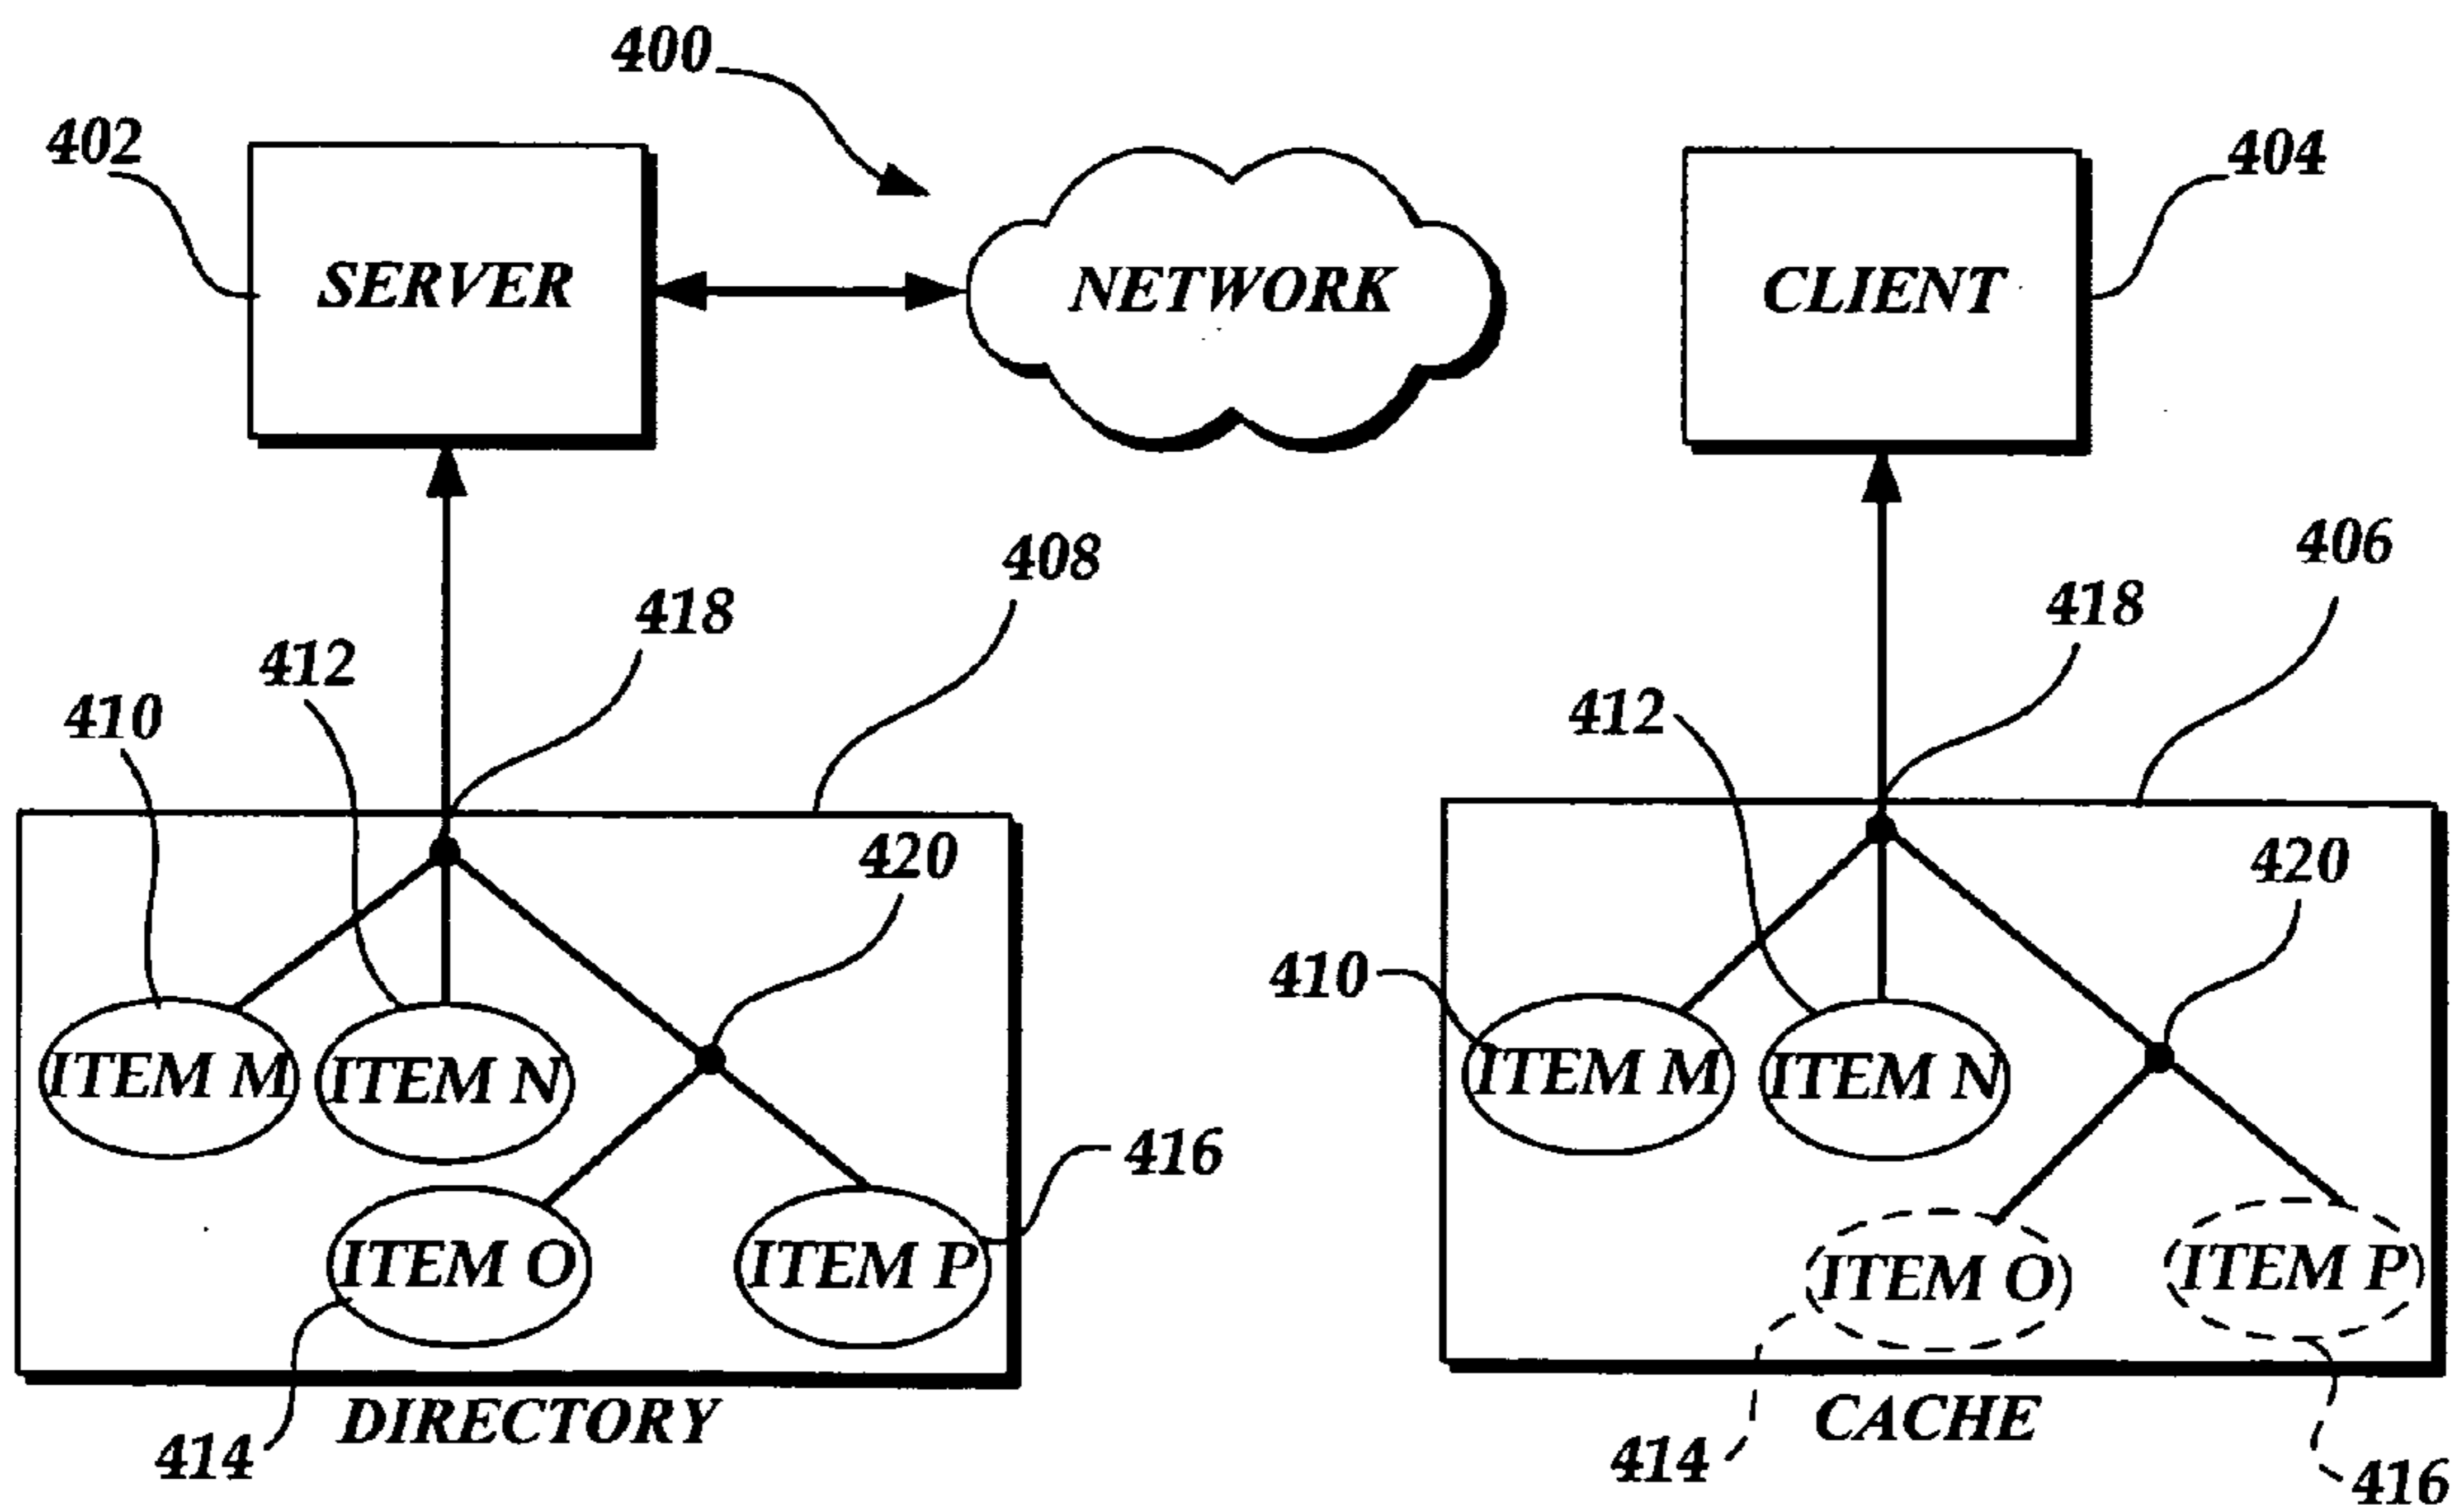 400
402
404
SERVER
NETWORK
CLIENT
408
406
418
418
412
412
410
420
420
410
ITEM M
ITEM N
ITEM M
ITEM N
416
ITEM O
ITEM P
ITEM O
ITEM P
DIRECTORY
CACHE
414
414
416